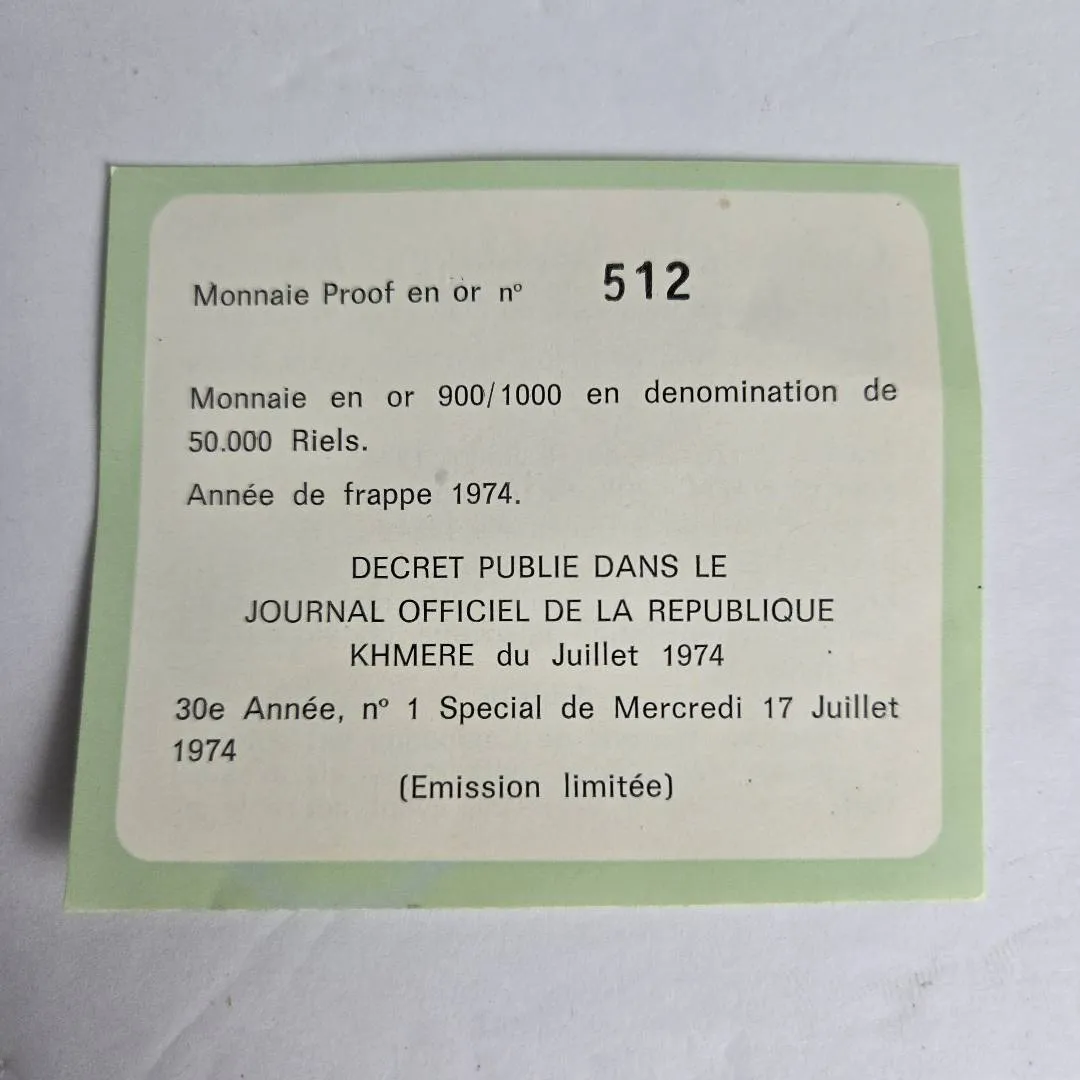 Monnaie Proof en or nº 512
Monnaie en or 900/1000 en denomination de
50.000 Riels.
Année de frappe 1974.
DECRET PUBLIE DANS LE
JOURNAL OFFICIEL DE LA REPUBLIQUE
KHMERE du Juillet 1974
30e Année, nº 1 Special de Mercredi 17 Juillet
1974
(Emission limitée)